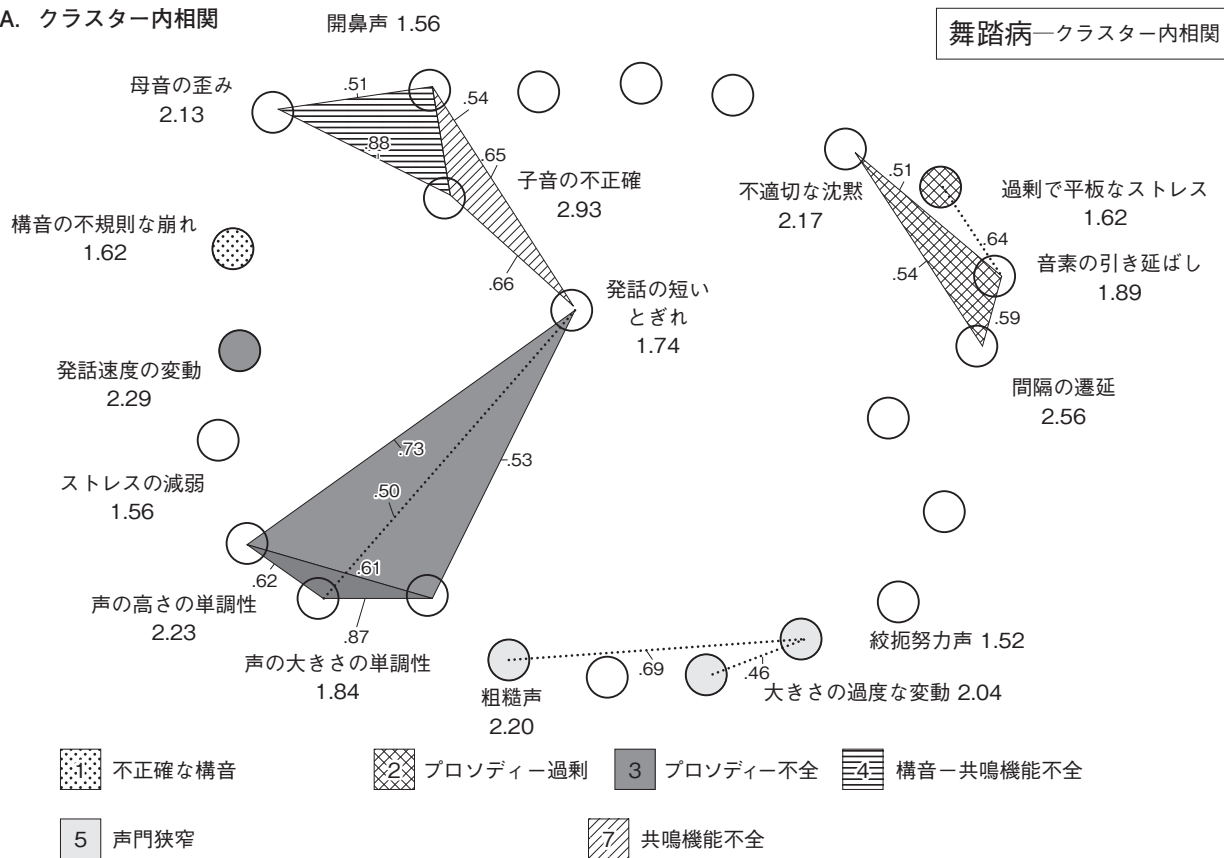 A. クラスター内相関
舞踏病―クラスター内相関
開鼻声 1.56
母音の歪み
2.13
.51
.88
.54
.65
子音の不正確
2.93
.66
構音の不規則な崩れ
1.62
発話の短い
とぎれ
1.74
不適切な沈黙
2.17
.51
過剰で平板なストレス
1.62
.64
音素の引き延ばし
1.89
.54
.59
間隔の遷延
2.56
発話速度の変動
2.29
ストレスの減弱
1.56
.73
.53
.50
.61
.62
.87
声の高さの単調性
2.23
声の大きさの単調性
1.84
粗糙声
2.20
.69
.46
絞扼努力声 1.52
大きさの過度な変動 2.04
1 不正確な構音
2 プロソディー過剰
3 プロソディー不全
4 構音－共鳴機能不全
5 声門狭窄
7 共鳴機能不全